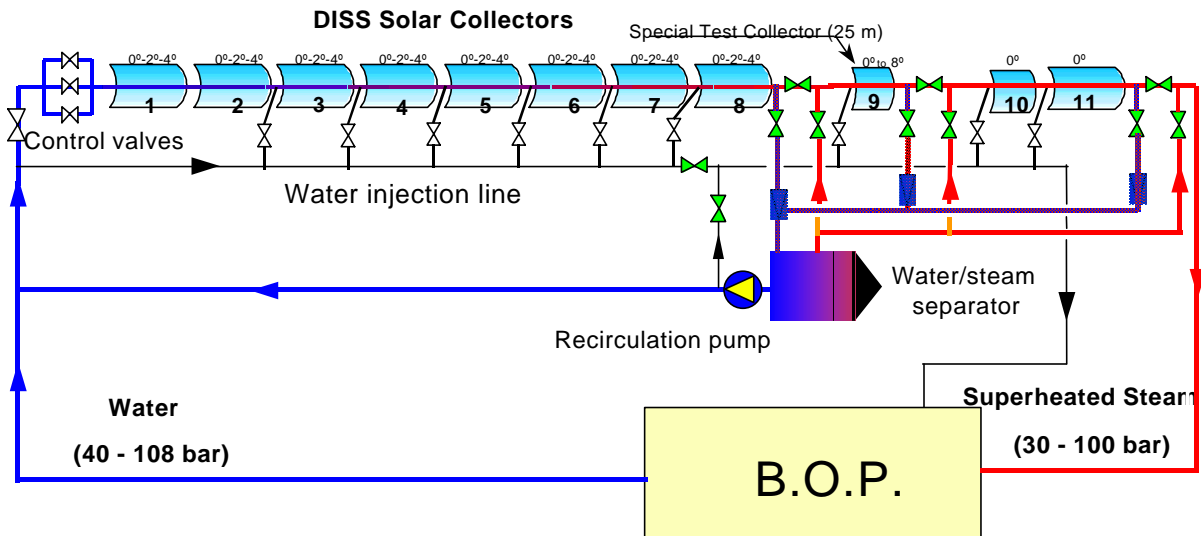 DISS Solar Collectors
Special Test Collector (25 m)
0º-2º-4º
0º-2º-4º
0º-2º-4º
0º-2º-4º
0º-2º-4º
0º-2º-4º
0º-2º-4º
0º-2º-4º
0º to 8º
0º
0º
1
2
3
4
5
6
7
8
9
10
11
Control valves
Water injection line
Water/steam
separator
Recirculation pump
Water
(40 - 108 bar)
Superheated Steam
(30 - 100 bar)
B.O.P.